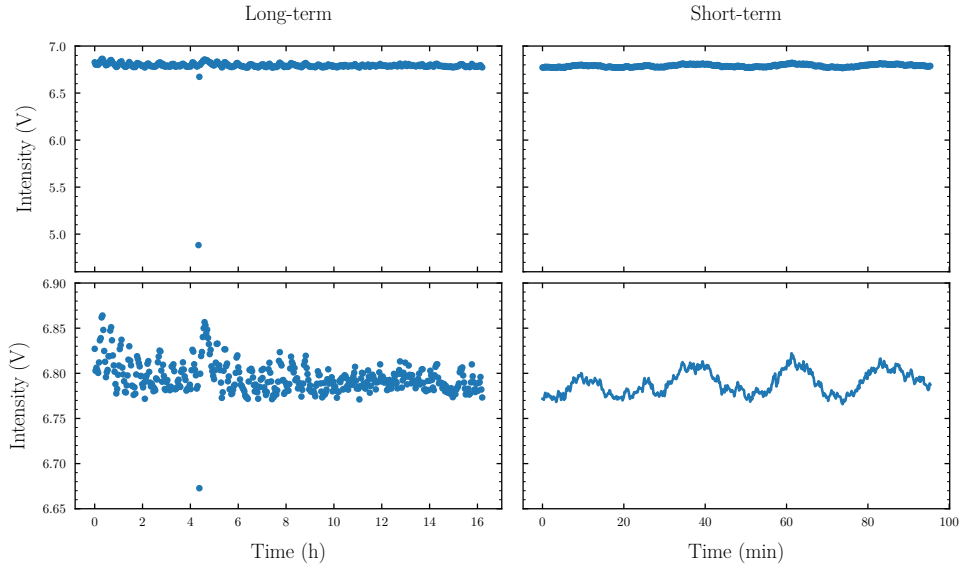 Long-term
Short-term
7.0
6.5
6.0
5.5
5.0
Intensity (V)
6.90
6.85
6.80
6.75
6.70
6.65
Intensity (V)
0 2 4 6 8 10 12 14 16
Time (h)
0 20 40 60 80 100
Time (min)